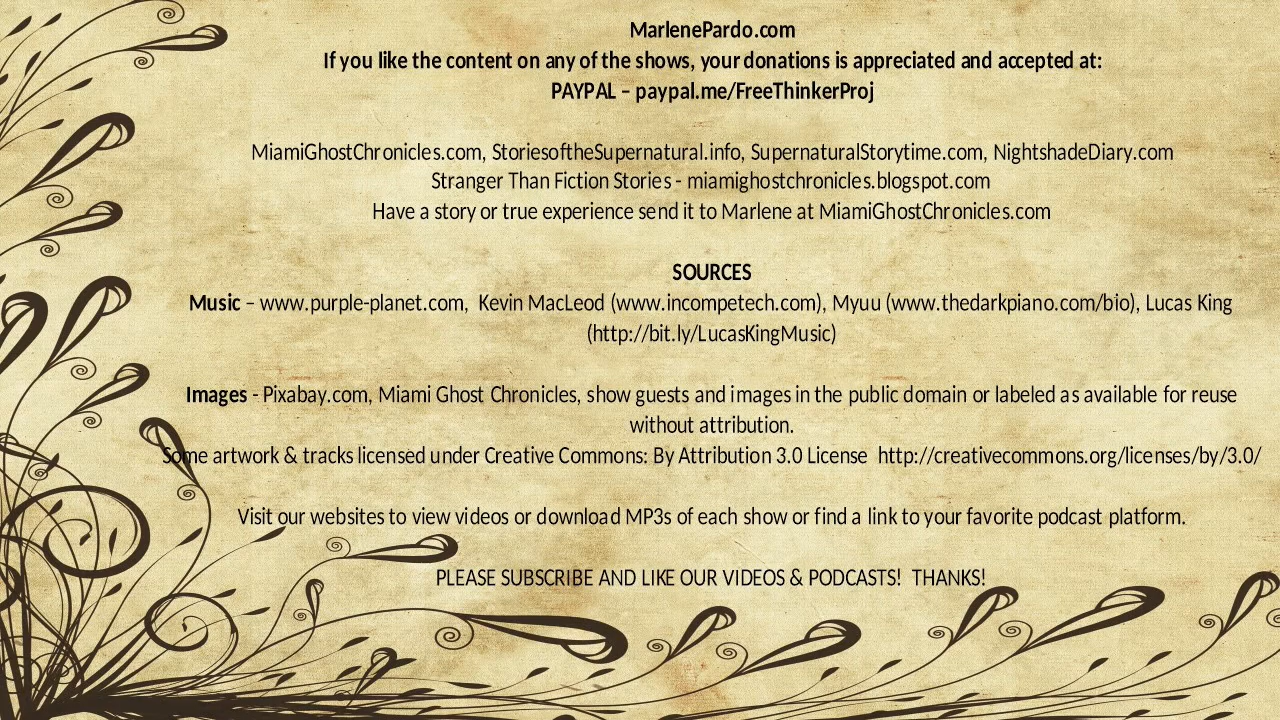 MarlenePardo.com
If you like the content on any of the shows, your donations is appreciated and accepted at:
PAYPAL – paypal.me/FreeThinkerProj
MiamiGhostChronicles.com, StoriesoftheSupernatural.info, SupernaturalStorytime.com, NightshadeDiary.com
Stranger Than Fiction Stories - miamighostchronicles.blogspot.com
Have a story or true experience send it to Marlene at MiamiGhostChronicles.com
SOURCES
Music – www.purple-planet.com, Kevin MacLeod (www.incompetech.com), Myuu (www.thedarkpiano.com/bio), Lucas King
(http://bit.ly/LucasKingMusic)
Images - Pixabay.com, Miami Ghost Chronicles, show guests and images in the public domain or labeled as available for reuse
without attribution.
Some artwork & tracks licensed under Creative Commons: By Attribution 3.0 License http://creativecommons.org/licenses/by/3.0/
Visit our websites to view videos or download MP3s of each show or find a link to your favorite podcast platform.
PLEASE SUBSCRIBE AND LIKE OUR VIDEOS & PODCASTS! THANKS!